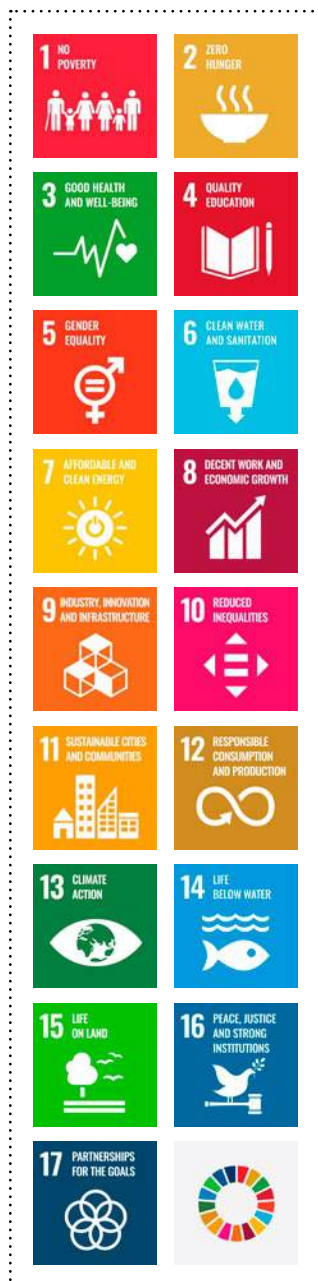 1 NO
POVERTY
2 ZERO
HUNGER
3 GOOD HEALTH
AND WELL-BEING
4 QUALITY
EDUCATION
5 GENDER
EQUALITY
6 CLEAN WATER
AND SANITATION
7 AFFORDABLE AND
CLEAN ENERGY
8 DECENT WORK AND
ECONOMIC GROWTH
9 INDUSTRY, INNOVATION
AND INFRASTRUCTURE
10 REDUCED
INEQUALITIES
11 SUSTAINABLE CITIES
AND COMMUNITIES
12 RESPONSIBLE
CONSUMPTION
AND PRODUCTION
13 CLIMATE
ACTION
14 LIFE
BELOW WATER
15 LIFE
ON LAND
16 PEACE, JUSTICE
AND STRONG
INSTITUTIONS
17 PARTNERSHIPS
FOR THE GOALS